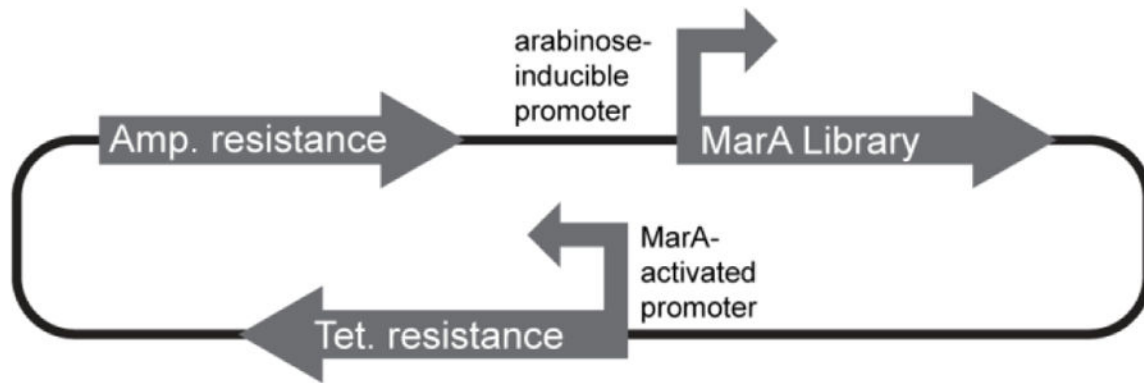 arabinose-
inducible
promoter
Amp. resistance
MarA Library
MarA-
activated
promoter
Tet. resistance